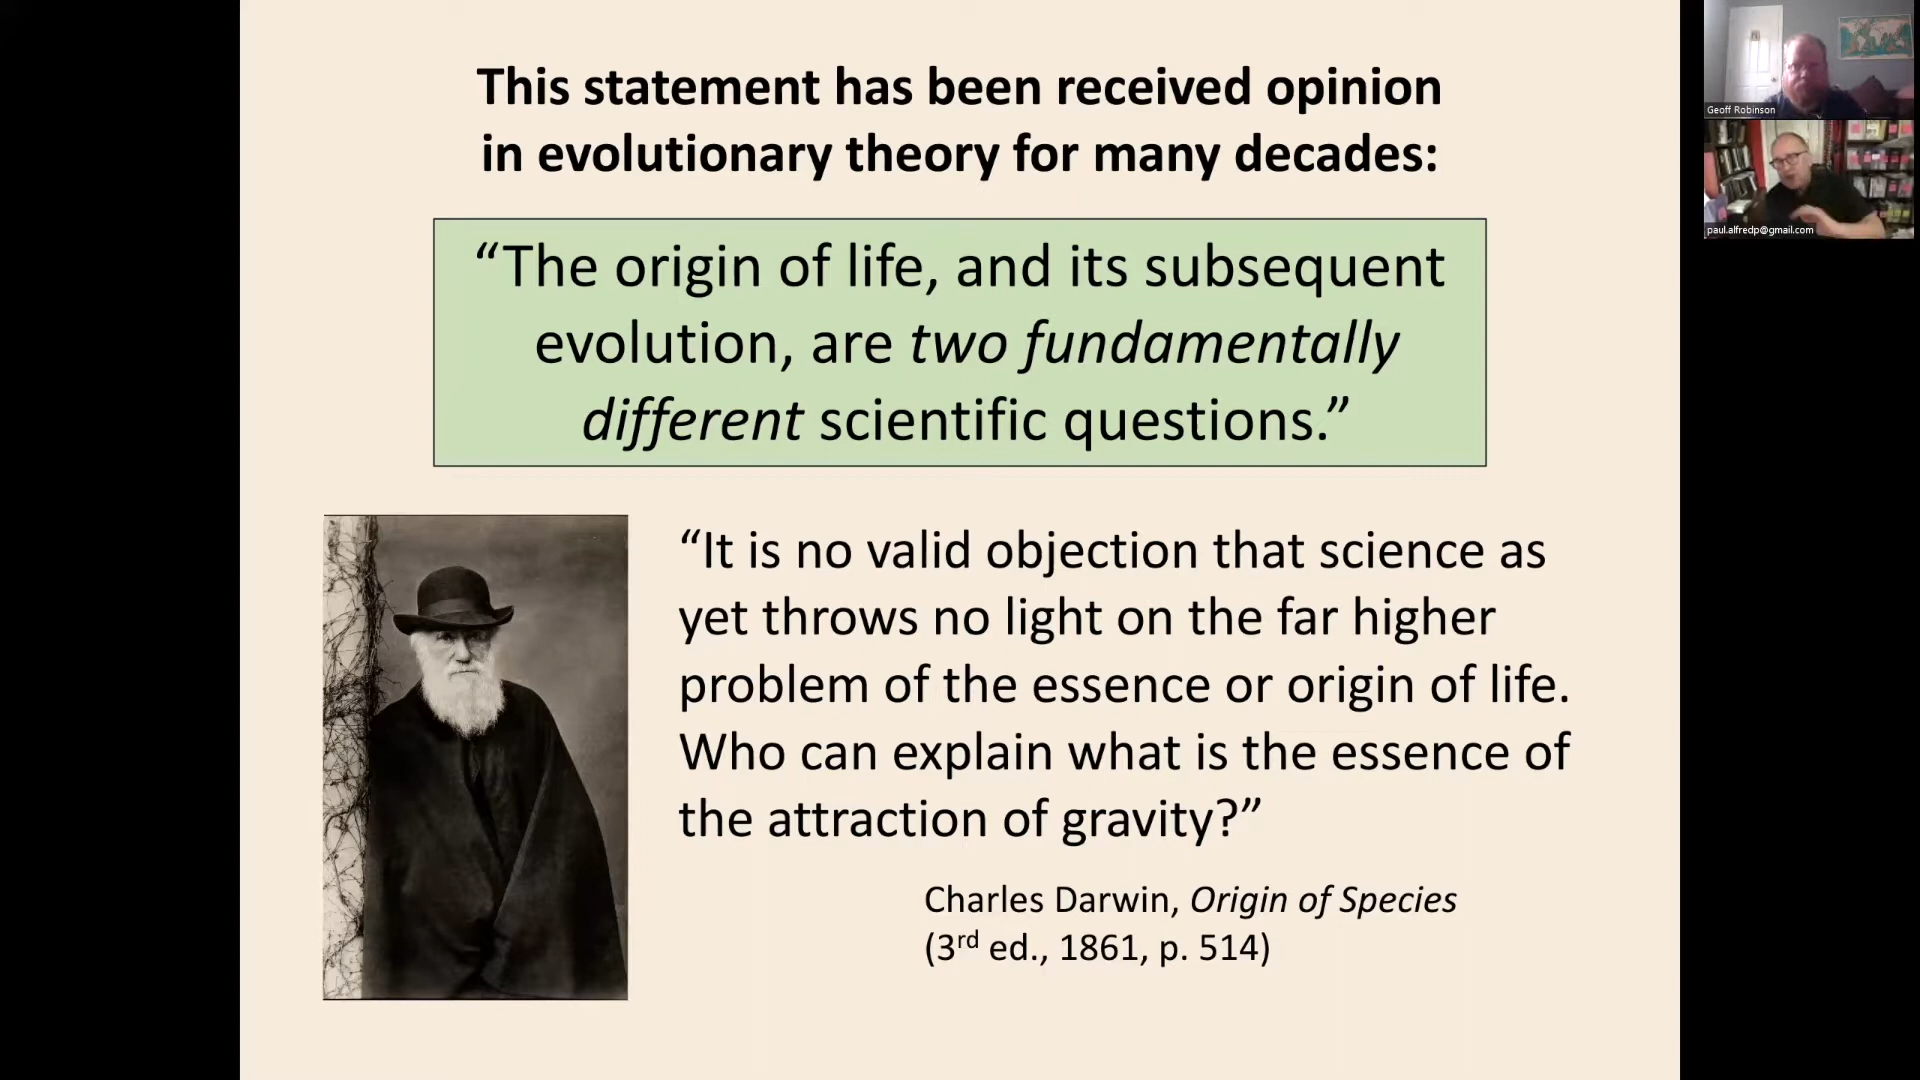 This statement has been received opinion
in evolutionary theory for many decades:
“The origin of life, and its subsequent
evolution, are two fundamentally
different scientific questions.”
“It is no valid objection that science as
yet throws no light on the far higher
problem of the essence or origin of life.
Who can explain what is the essence of
the attraction of gravity?”
Charles Darwin, Origin of Species
(3rd ed., 1861, p. 514)
Geoff Robinson
paul.alfredp@gmail.com